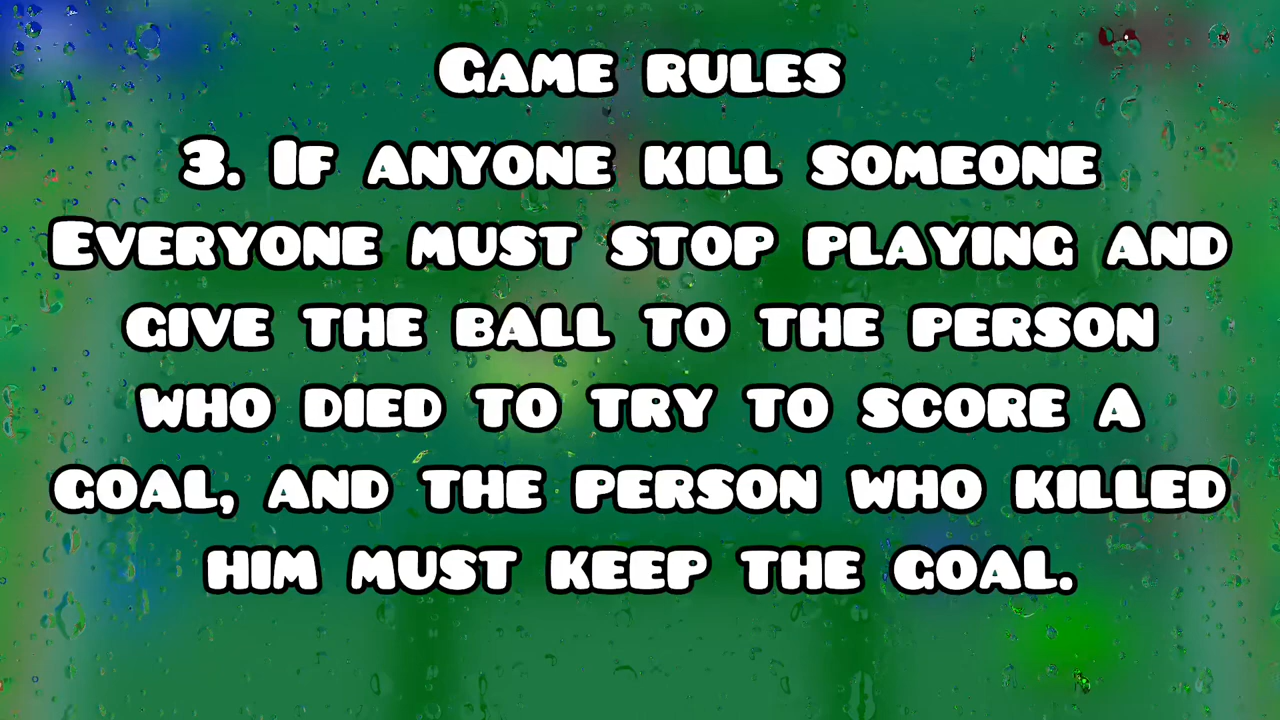 Game rules
3. If anyone kill someone
Everyone must stop playing and
give the ball to the person
who died to try to score a
goal, and the person who killed
him must keep the goal.